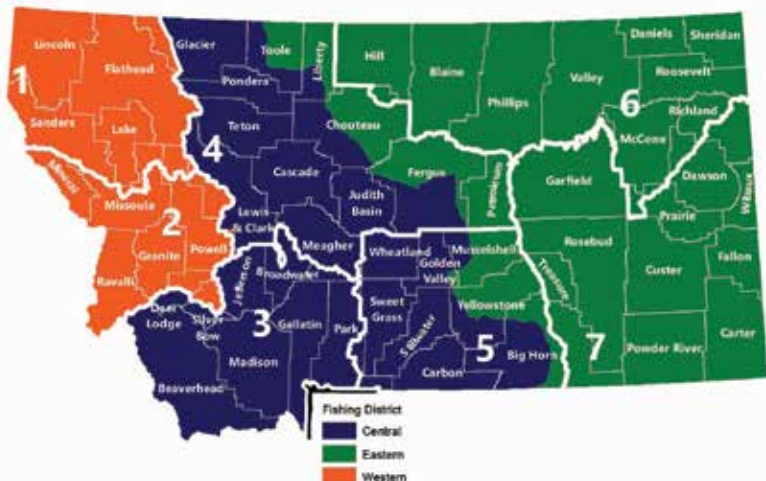 Lincoln
Flathead
1
Sanders
Lake
Mineral
Missoula
2
Granite
Powell
Ravalli
Glacier
Toole
Liberty
Pondera
Teton
Chouteau
4
Cascade
Judith
Basin
Fergus
Petroleum
Lewis
& Clark
Meagher
Hill
Blaine
Phillips
Valley
Daniels
Sheridan
Roosevelt
6
Richland
McCone
Garfield
Dawson
Prairie
Wibaux
Rosebud
Treasure
Custer
Fallon
7
Powder River
Carter
Wheatland
Golden
Valley
Musselshell
Sweet
Grass
Stillwater
Yellowstone
5
Big Horn
Carbon
Jefferson
Broadwater
Deer
Lodge
Silver
Bow
3
Gallatin
Park
Madison
Beaverhead
Fishing District
Central
Eastern
Western